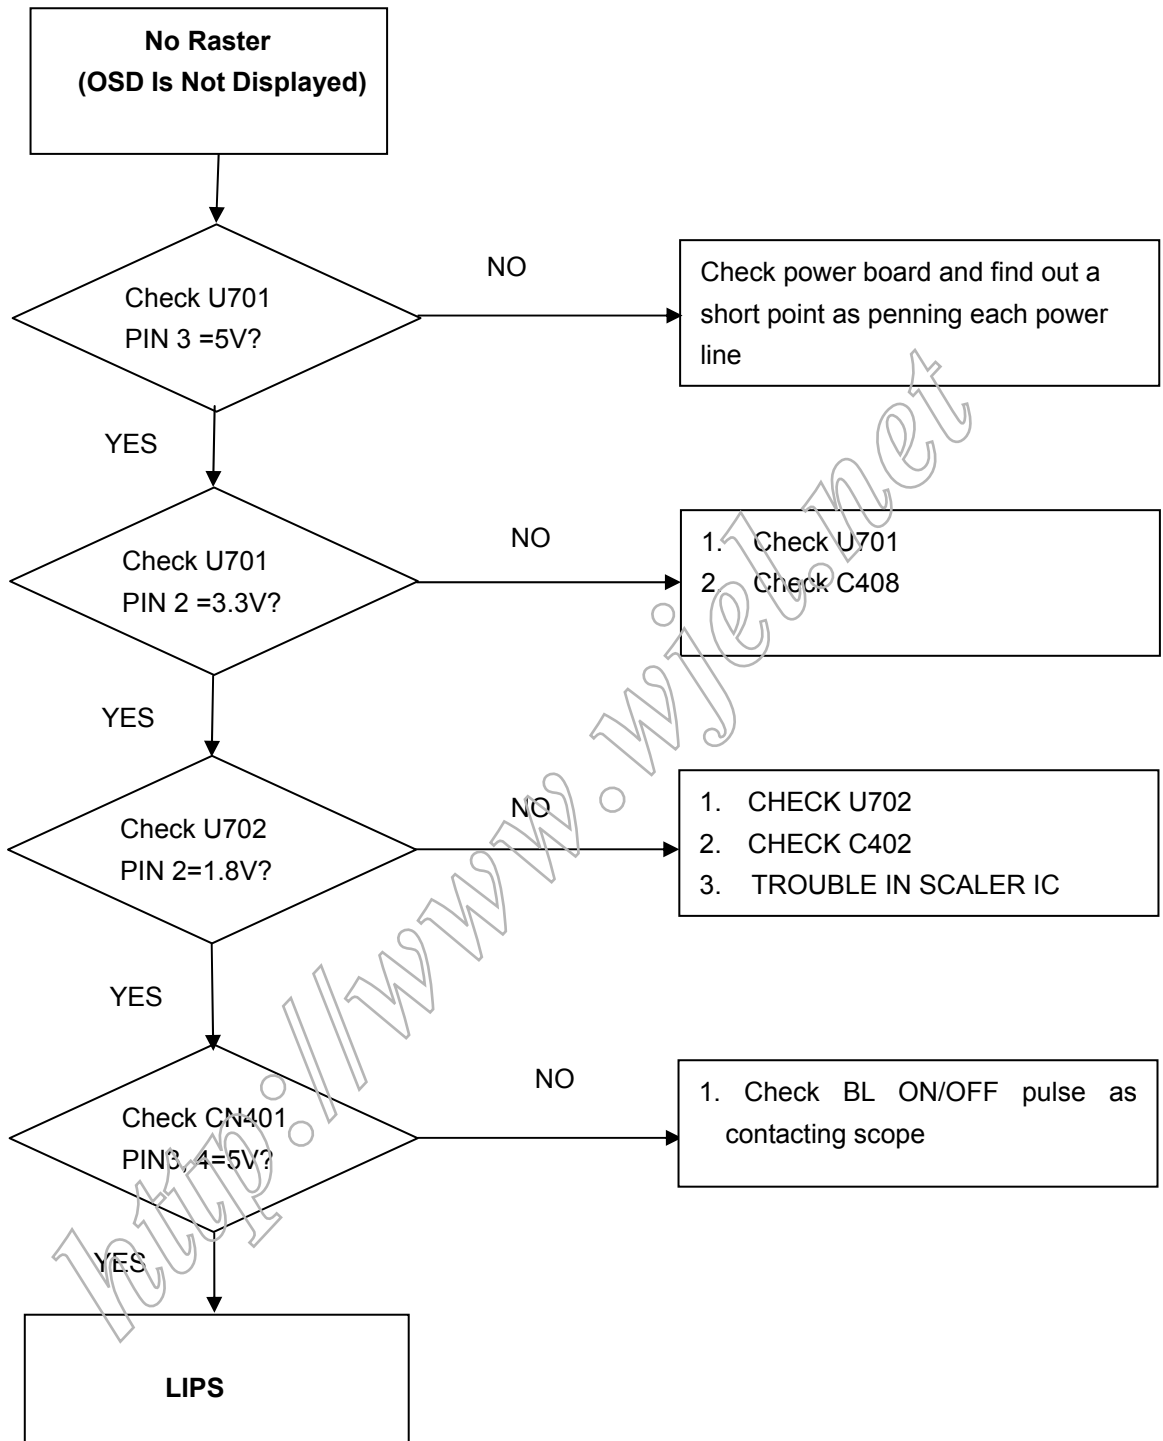 No Raster
(OSD Is Not Displayed)
Check U701
PIN 3 =5V?
NO
Check power board and find out a
short point as penning each power
line
YES
Check U701
PIN 2 =3.3V?
NO
1. Check U701
2. Check C408
YES
Check U702
PIN 2=1.8V?
NO
1. CHECK U702
2. CHECK C402
3. TROUBLE IN SCALER IC
YES
Check CN401
PIN3, 4=5V?
NO
1. Check BL ON/OFF pulse as
contacting scope
YES
LIPS
http://www.wjel.net